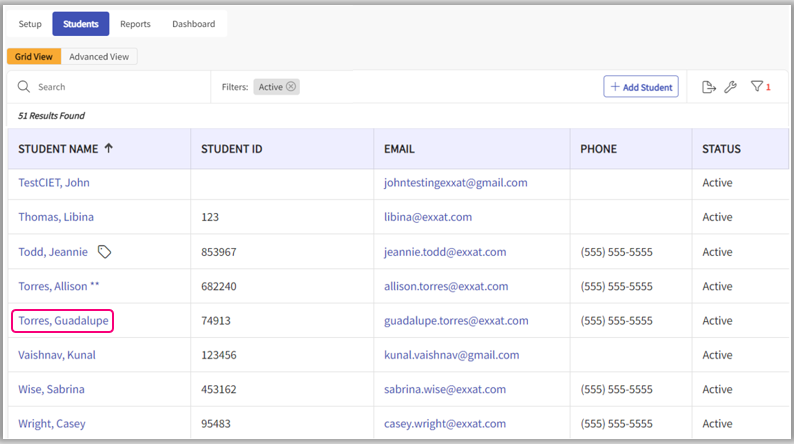 Setup Students Reports Dashboard
Grid View Advanced View
Search Filters: Active + Add Student 1
51 Results Found
STUDENT NAME STUDENT ID EMAIL PHONE STATUS
TestCIET, John johntestingexxat@gmail.com Active
Thomas, Libina 123 libina@exxat.com Active
Todd, Jeannie 853967 jeannie.todd@exxat.com (555) 555-5555 Active
Torres, Allison ** 682240 allison.torres@exxat.com (555) 555-5555 Active
Torres, Guadalupe 74913 guadalupe.torres@exxat.com (555) 555-5555 Active
Vaishnav, Kunal 123456 kunal.vaishnav@gmail.com Active
Wise, Sabrina 453162 sabrina.wise@exxat.com (555) 555-5555 Active
Wright, Casey 95483 casey.wright@exxat.com (555) 555-5555 Active